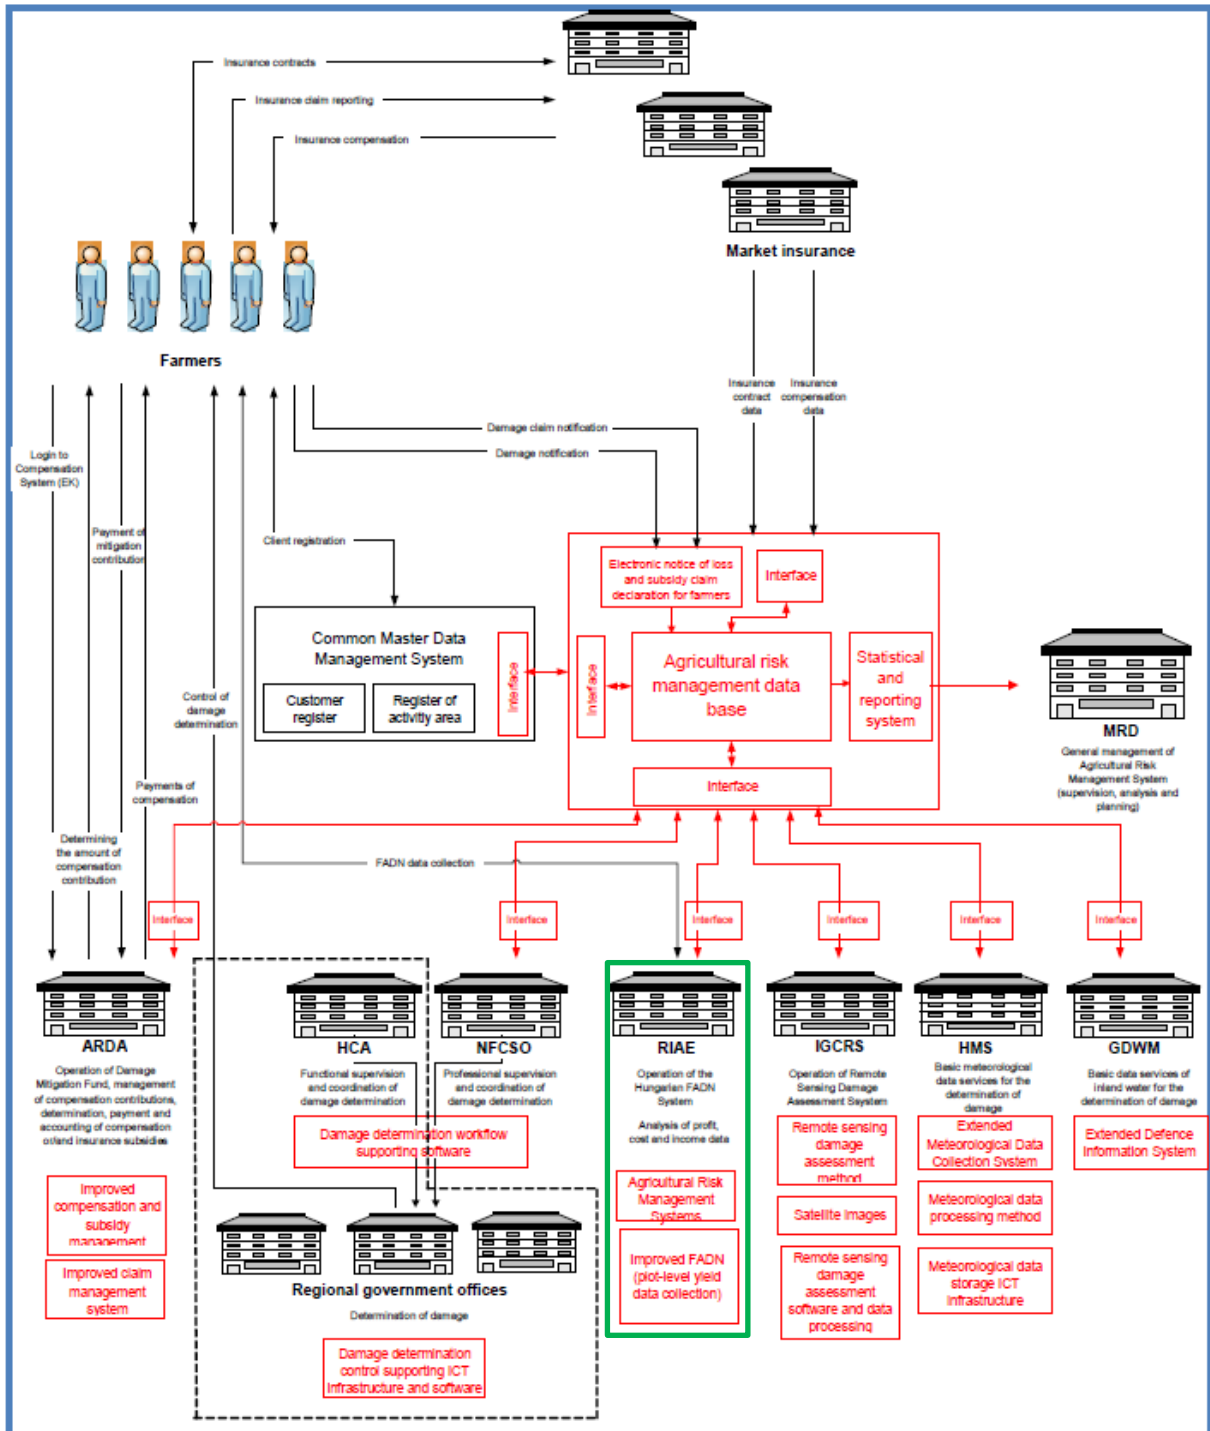 Insurance contracts
Insurance claim reporting
Insurance compensation
Market insurance
Farmers
Insurance
contract
data
Insurance
compensation
data
Damage claim notification
Damage notification
Login to
Compensation
System (EK)
Payment of
mitigation
contribution
Client registration
Electronic notice of loss
and subsidy claim
declaration for farmers
Interface
Common Master Data
Management System
Customer
register
Register of
activity area
Interface
Interface
Agricultural risk
management data
base
Statistical
and
reporting
system
Interface
MRD
General management of
Agricultural Risk
Management System
(supervision, analysis and
planning)
Control of
damage
determination
Payments of
compensation
Determining
the amount of
compensation
contribution
FADN data collection
Interface
Interface
Interface
Interface
Interface
Interface
ARDA
Operation of Damage
Mitigation Fund, management
of compensation contributions,
determination, payment and
accounting of compensation
or/and insurance subsidies
Improved
compensation and
subsidy
management
Improved claim
management
system
HCA
Functional supervision
and coordination of
damage determination
NFCSO
Professional supervision
and coordination of
damage determination
Damage determination workflow
supporting software
Regional government offices
Determination of damage
Damage determination
control supporting ICT
Infrastructure and software
RIAE
Operation of the
Hungarian FADN
System
Analysis of profit,
cost and income data
Agricultural Risk
Management
Systems
Improved FADN
(plot-level yield
data collection)
IGCRS
Operation of Remote
Sensing Damage
Assessment Ssystem
Remote sensing
damage
assessment
method
Satellite Images
Remote sensing
damage
assessment
software and data
processing
HMS
Basic meteorological
data services for the
determination of
damage
Extended
Meteorological Data
Collection System
Meteorological data
processing method
Meteorological data
storage ICT
Infrastructure
GDWM
Basic data services of
inland water for the
determination of damage
Extended Defence
Information System